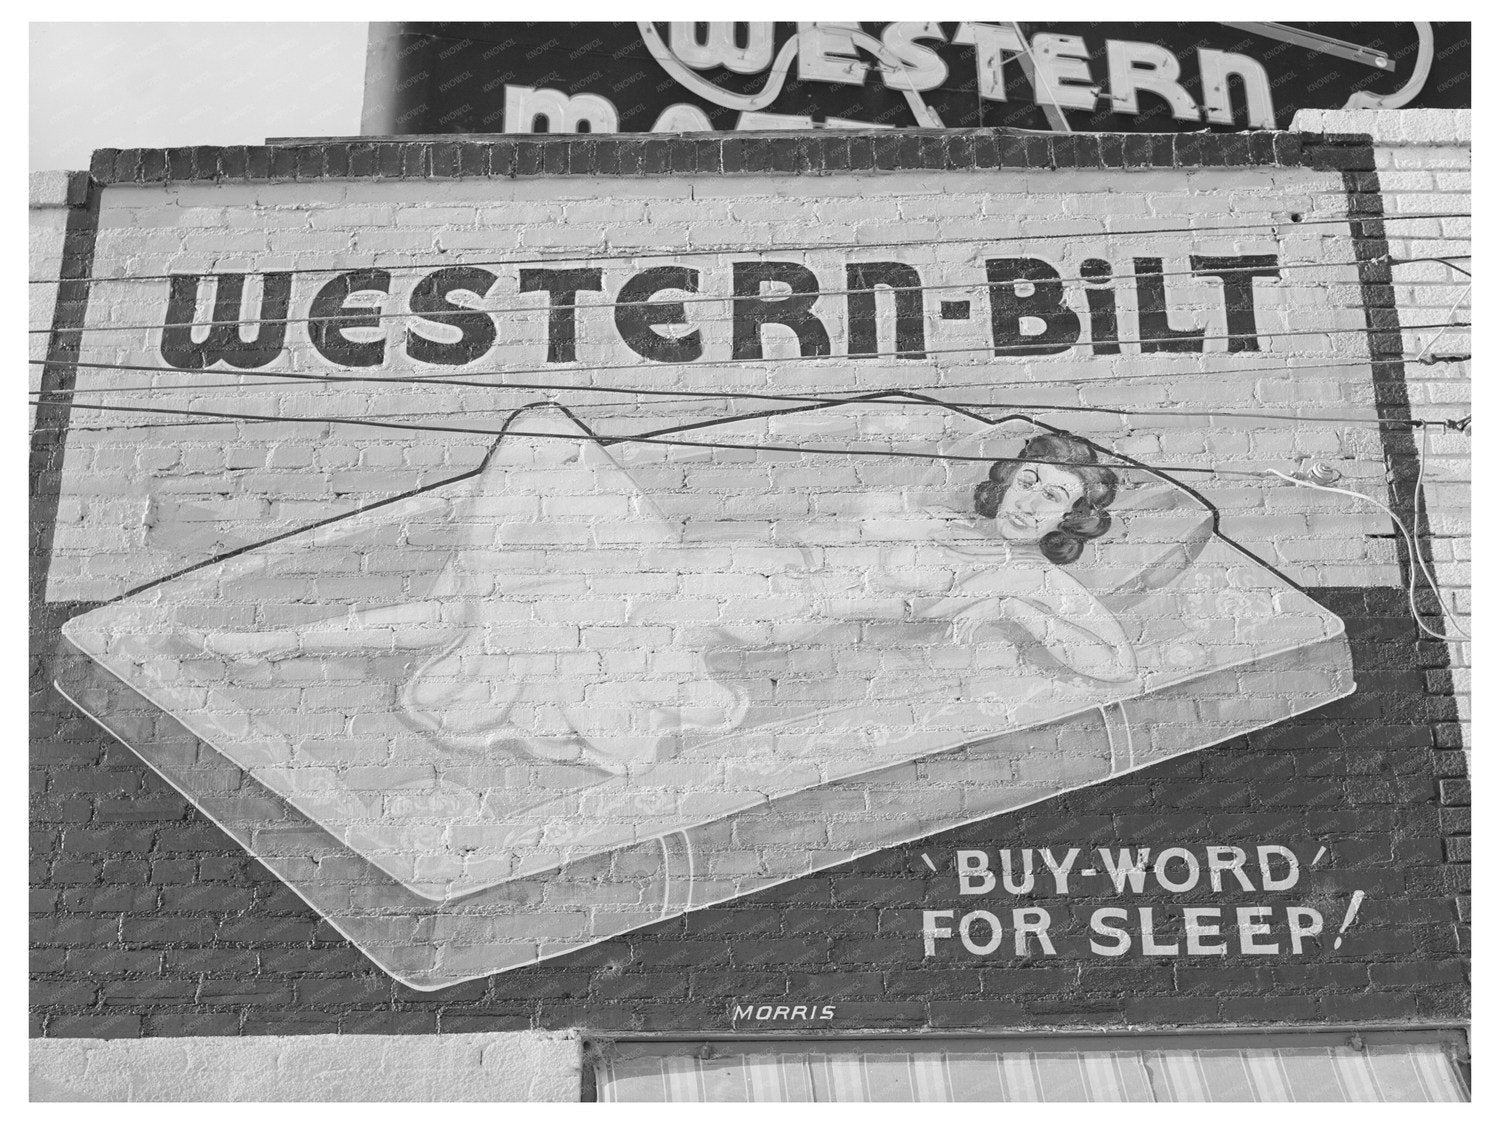 WESTERN
WESTERN-BILT
'BUY-WORD'
FOR SLEEP!
MORRIS